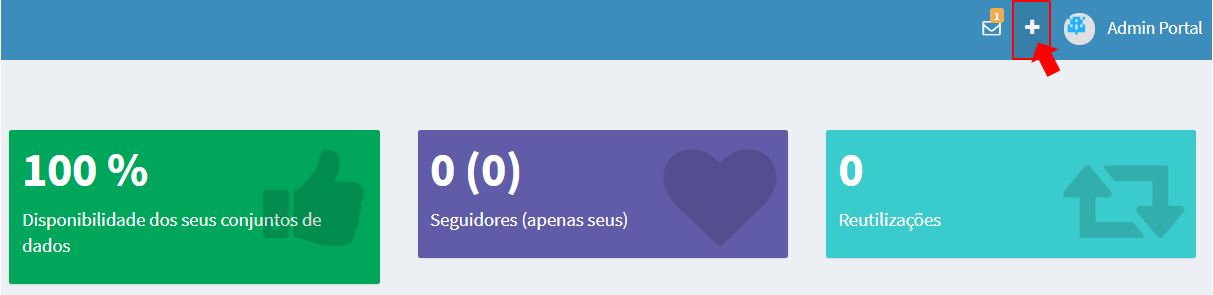 1
Admin Portal
100 %
Disponibilidade dos seus conjuntos de
dados
0 (0)
Seguidores (apenas seus)
0
Reutilizações